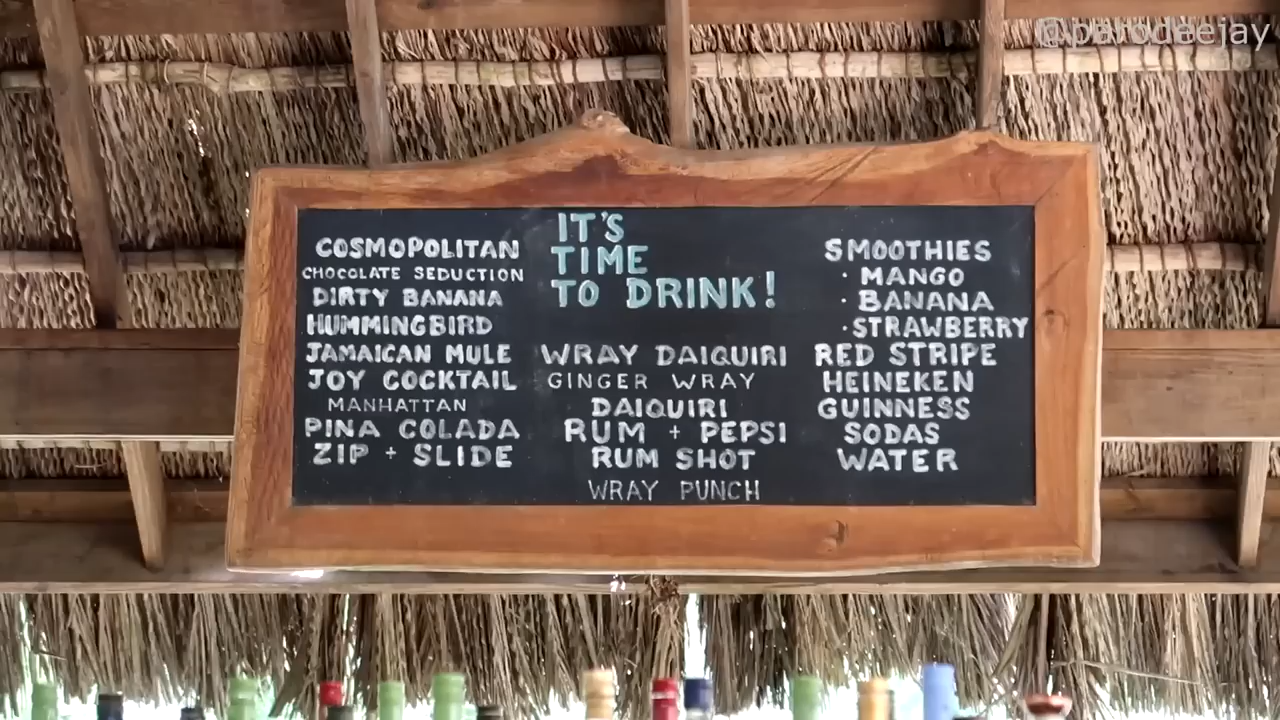 @parodeejay
COSMOPOLITAN
CHOCOLATE SEDUCTION
DIRTY BANANA
HUMMINGBIRD
JAMAICAN MULE
JOY COCKTAIL
MANHATTAN
PINA COLADA
ZIP + SLIDE
IT'S
TIME
TO DRINK!
WRAY DAIQUIRI
GINGER WRAY
DAIQUIRI
RUM + PEPSI
RUM SHOT
WRAY PUNCH
SMOOTHIES
· MANGO
· BANANA
· STRAWBERRY
RED STRIPE
HEINEKEN
GUINNESS
SODAS
WATER